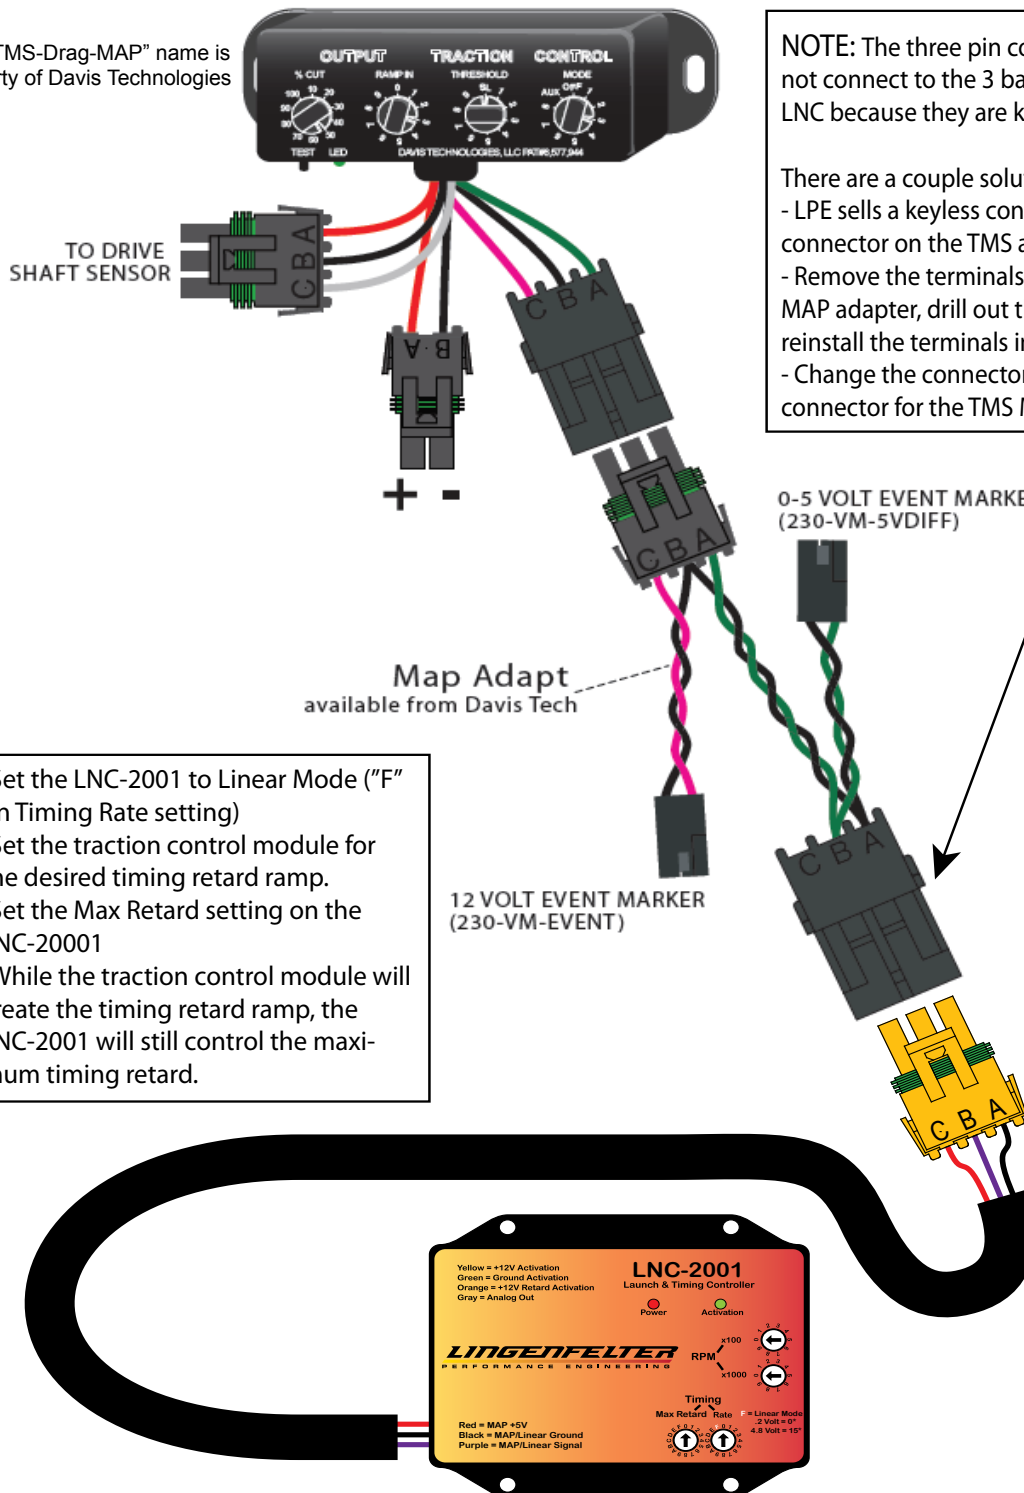 TMS-Drag-MAP” name is
rty of Davis Technologies
OUTPUT TRACTION CONTROL
% CUT RAMP IN THRESHOLD MODE
SL AUX OFF
TEST LED DAVIS TECHNOLOGIES, LLC PAT#6,577,944
NOTE: The three pin co
not connect to the 3 ba
LNC because they are k
There are a couple solut
- LPE sells a keyless con
connector on the TMS a
- Remove the terminals
MAP adapter, drill out t
reinstall the terminals in
- Change the connector
connector for the TMS M
TO DRIVE
SHAFT SENSOR
C B A
B A
+ -
C B A
C B A
0-5 VOLT EVENT MARKE
(230-VM-5VDIFF)
Map Adapt
available from Davis Tech
12 VOLT EVENT MARKER
(230-VM-EVENT)
C B A
C B A
Set the LNC-2001 to Linear Mode (”F”
n Timing Rate setting)
Set the traction control module for
he desired timing retard ramp.
Set the Max Retard setting on the
NC-20001
While the traction control module will
reate the timing retard ramp, the
NC-2001 will still control the maxi-
mum timing retard.
Yellow = +12V Activation
Green = Ground Activation
Orange = +12V Retard Activation
Gray = Analog Out
LNC-2001
Launch & Timing Controller
Power Activation
LINGENFELTER
PERFORMANCE ENGINEERING
x100
RPM
x1000
Timing
Max Retard Rate
F = Linear Mode
.2 Volt = 0°
4.8 Volt = 15°
Red = MAP +5V
Black = MAP/Linear Ground
Purple = MAP/Linear Signal